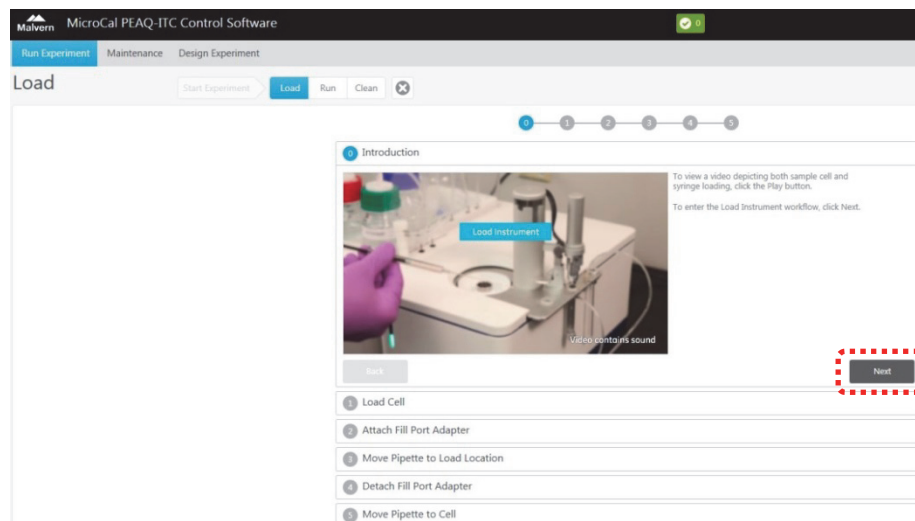 Malvern MicroCal PEAQ-ITC Control Software 0
Run Experiment Maintenance Design Experiment
Load Start Experiment Load Run Clean
0 1 2 3 4 5
0 Introduction
Load Instrument
Video contains sound
To view a video depicting both sample cell and
syringe loading, click the Play button.
To enter the Load Instrument workflow, click Next.
Back Next
1 Load Cell
2 Attach Fill Port Adapter
3 Move Pipette to Load Location
4 Detach Fill Port Adapter
5 Move Pipette to Cell